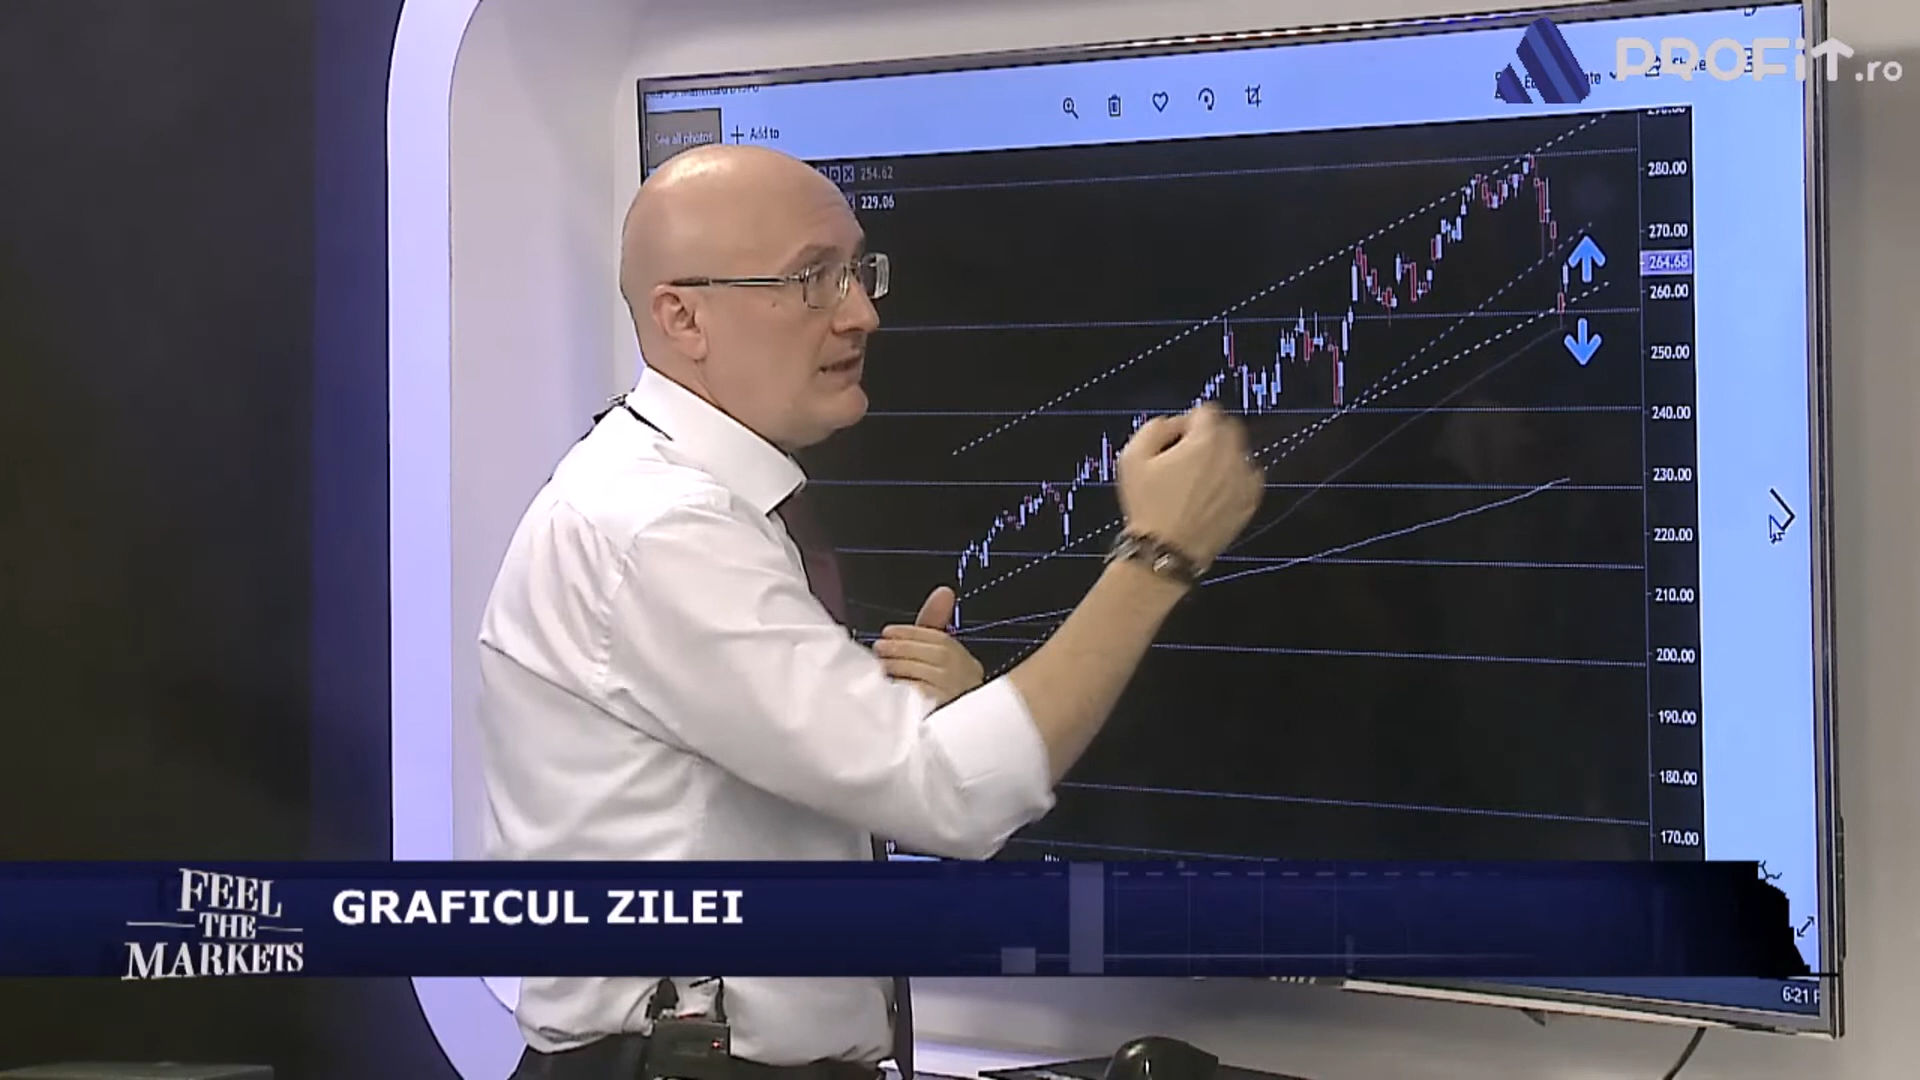 PROFIT.ro
See all photos
Add to
254.62
229.06
280.00
270.00
264.68
260.00
250.00
240.00
230.00
220.00
210.00
200.00
190.00
180.00
170.00
FEEL
THE
MARKETS
GRAFICUL ZILEI
6:21